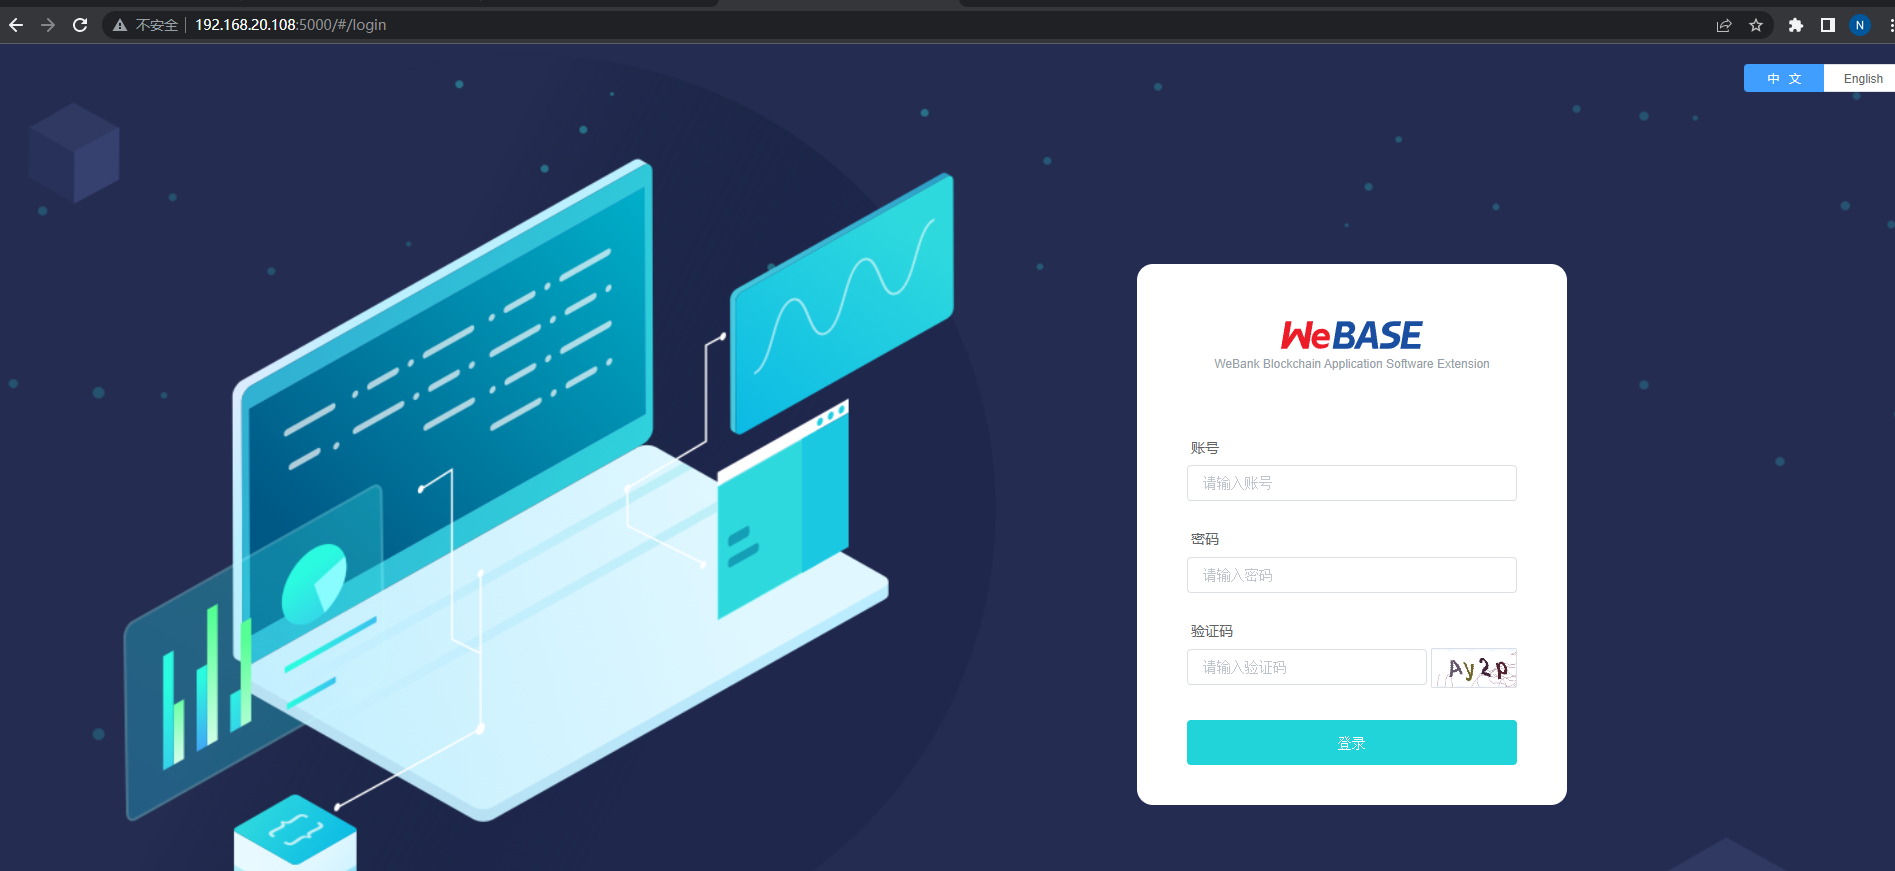 不安全 192.168.20.108:5000/#/login
N
中 文 English
WeBASE
WeBank Blockchain Application Software Extension
账号
请输入账号
密码
请输入密码
验证码
请输入验证码 Ay2p
登录